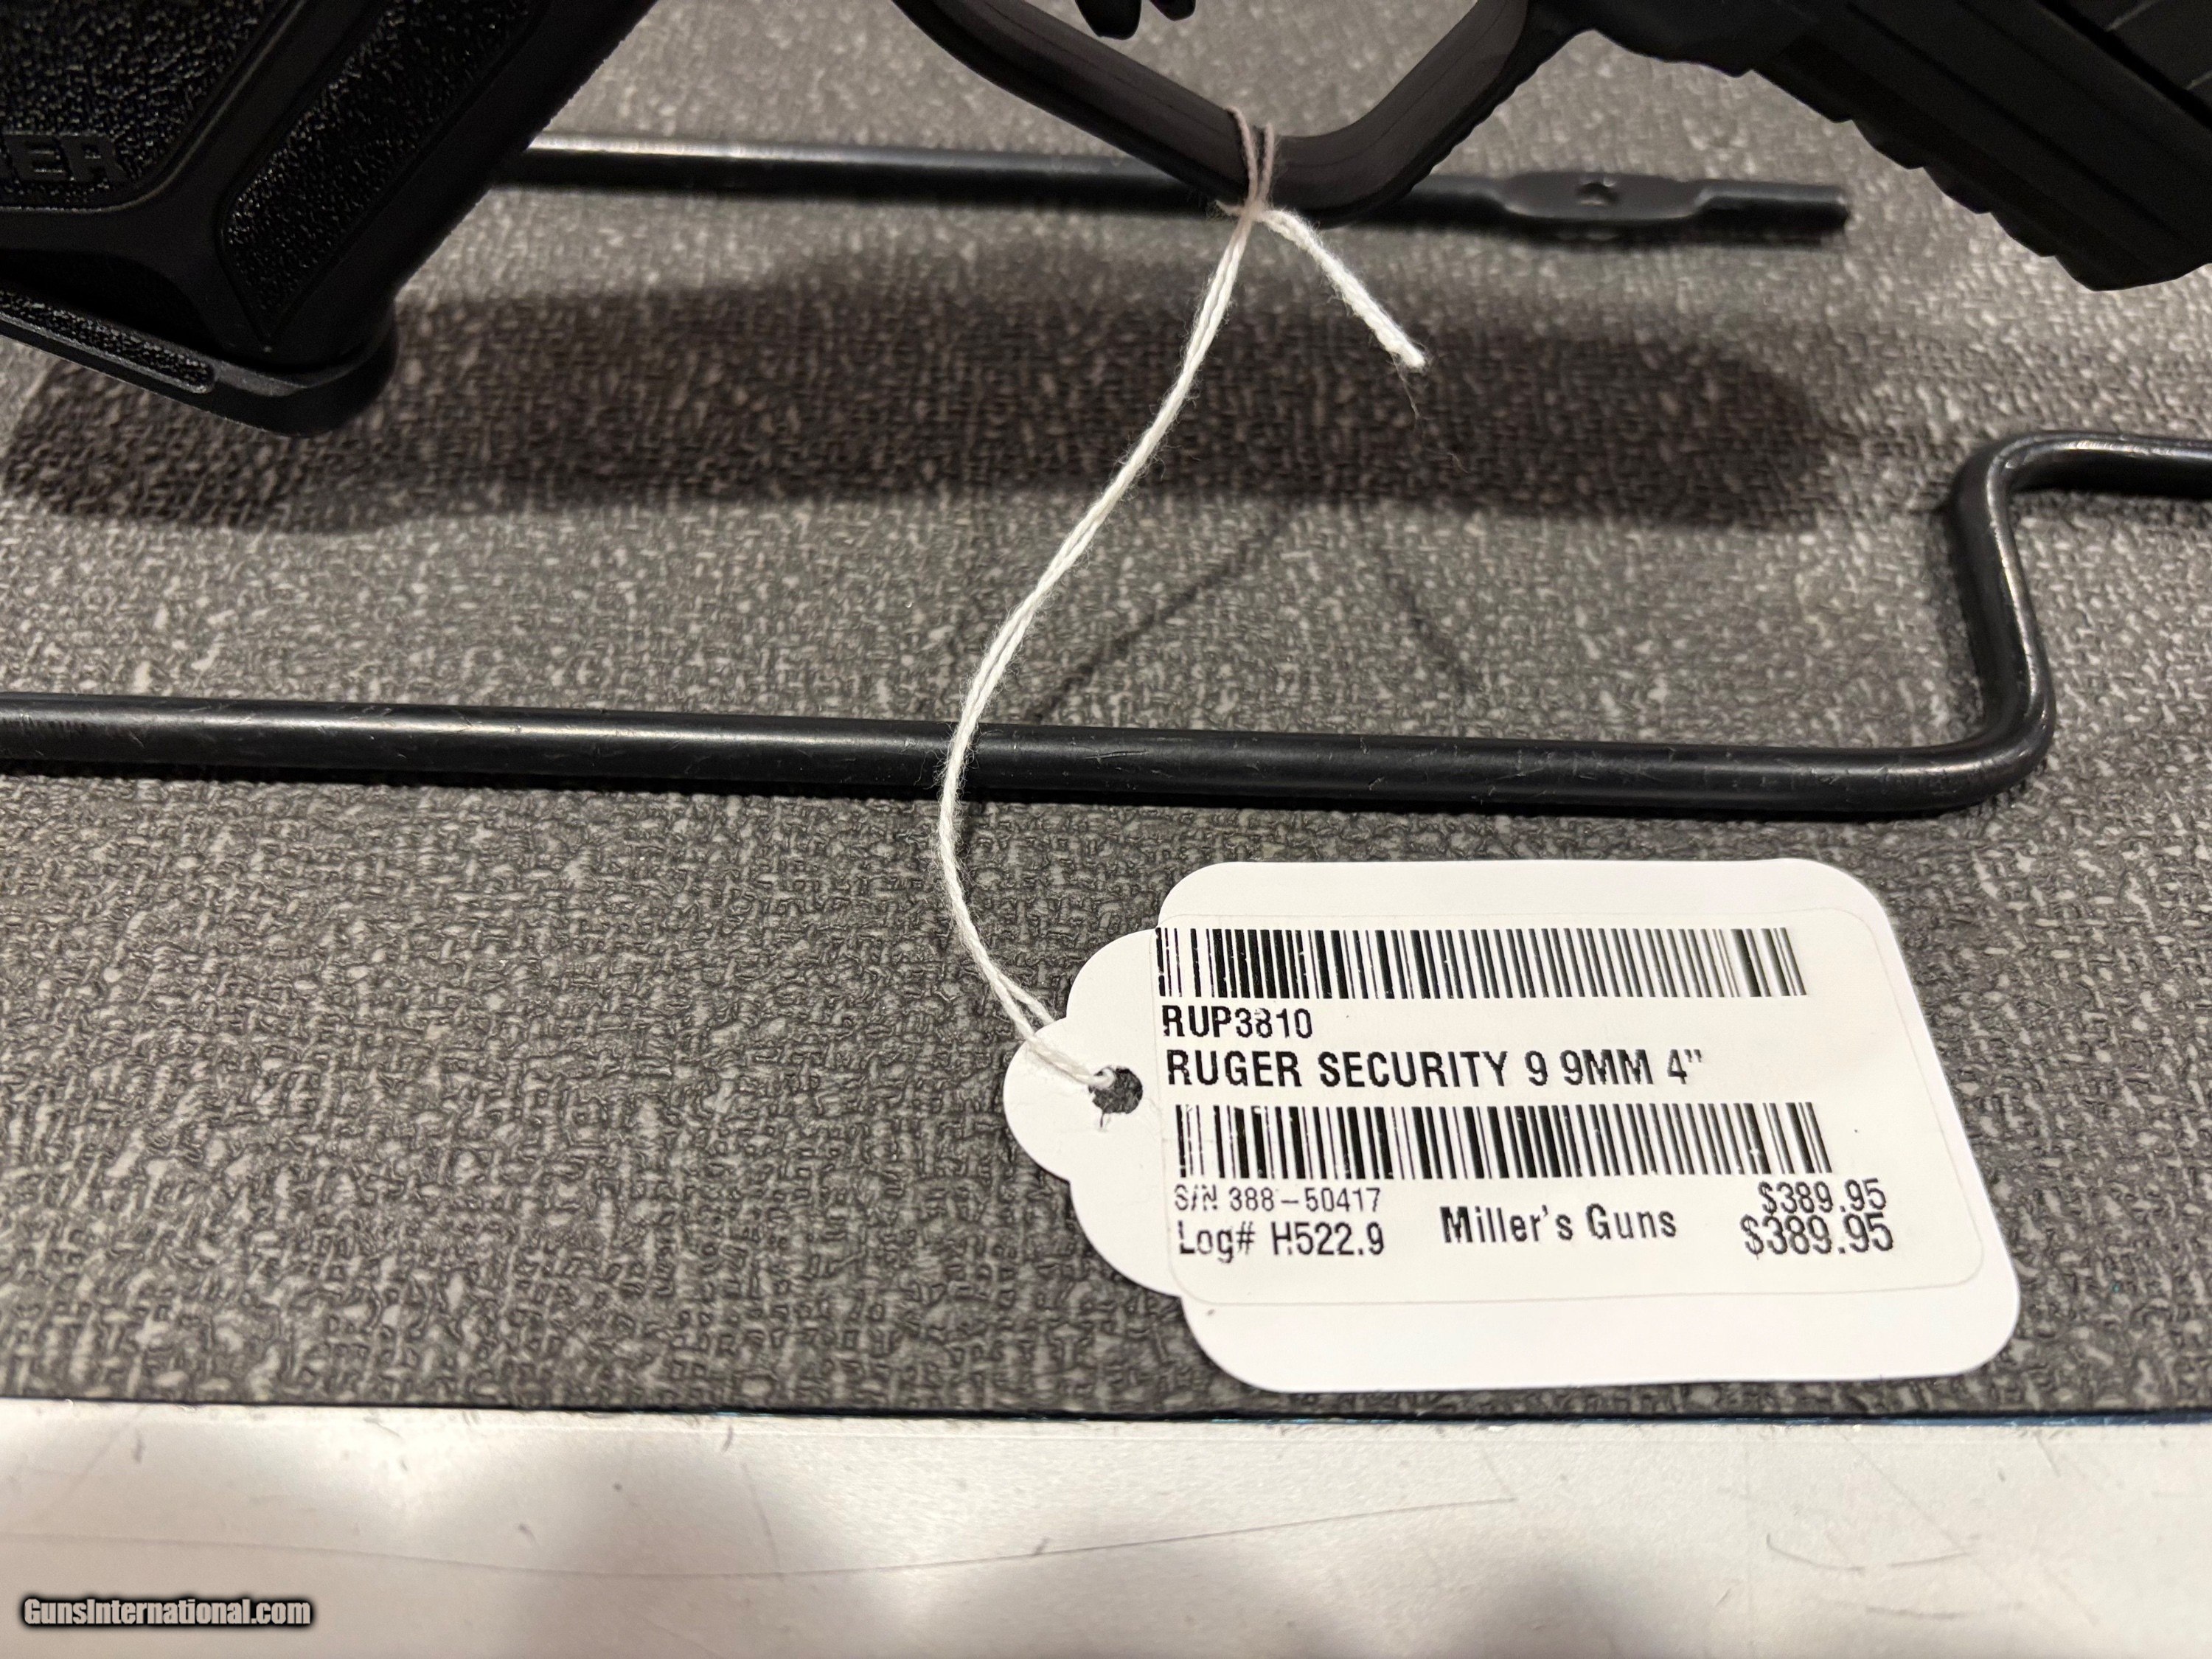 RUP3810
RUGER SECURITY 9 9MM 4"
S/N 388-50417
$389.95
Log# H522.9
Miller's Guns
$389.95
GunsInternational.com